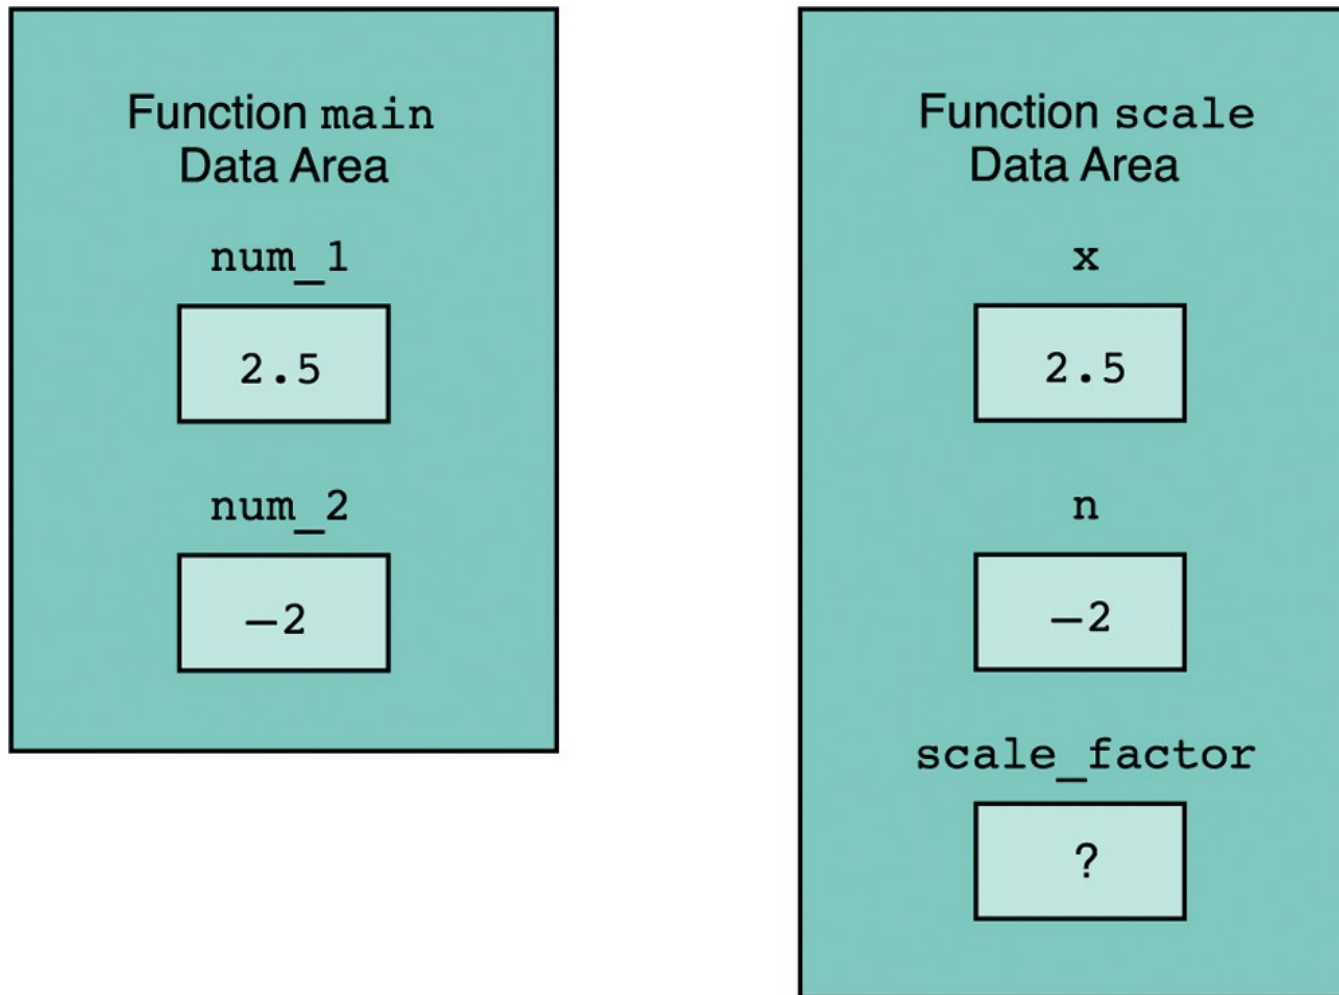 Function main
Data Area
num_1
2.5
num_2
–2
Function scale
Data Area
x
2.5
n
–2
scale_factor
?